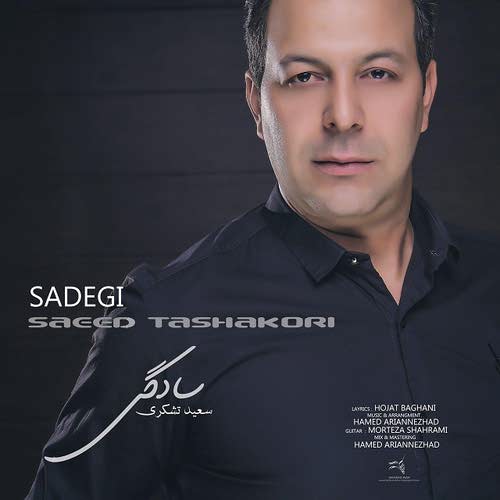 SADEGI
SAEED TASHAKORI
سادگی
سعید تشکری
LAYRICS : HOJAT BAGHANI
MUSIC & ARRANGMENT
HAMED ARIANNEZHAD
GUITAR : MORTEZA SHAHRAMI
MIX & MASTERING
HAMED ARIANNEZHAD